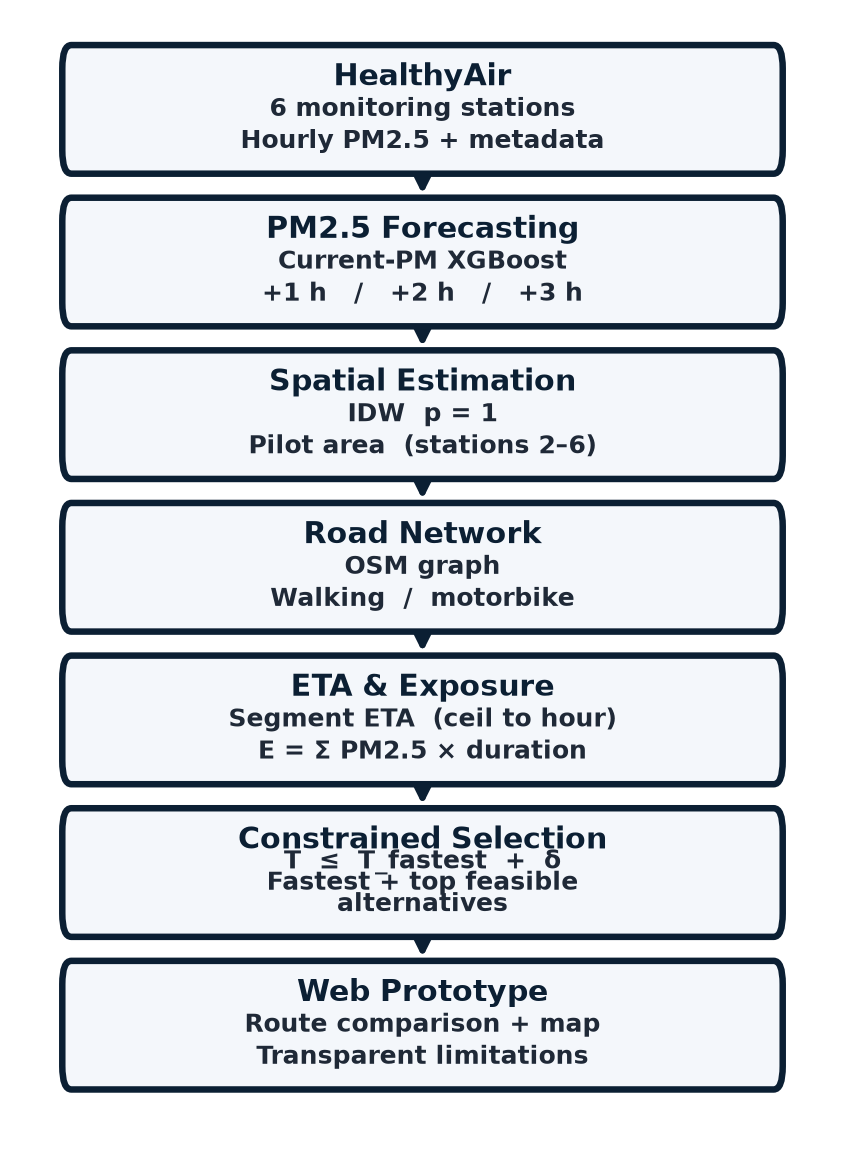 HealthyAir
6 monitoring stations
Hourly PM2.5 + metadata
PM2.5 Forecasting
Current-PM XGBoost
+1 h / +2 h / +3 h
Spatial Estimation
IDW p = 1
Pilot area (stations 2–6)
Road Network
OSM graph
Walking / motorbike
ETA & Exposure
Segment ETA (ceil to hour)
E = Σ PM2.5 × duration
Constrained Selection
T ≤ T_fastest + δ
Fastest + top feasible
alternatives
Web Prototype
Route comparison + map
Transparent limitations